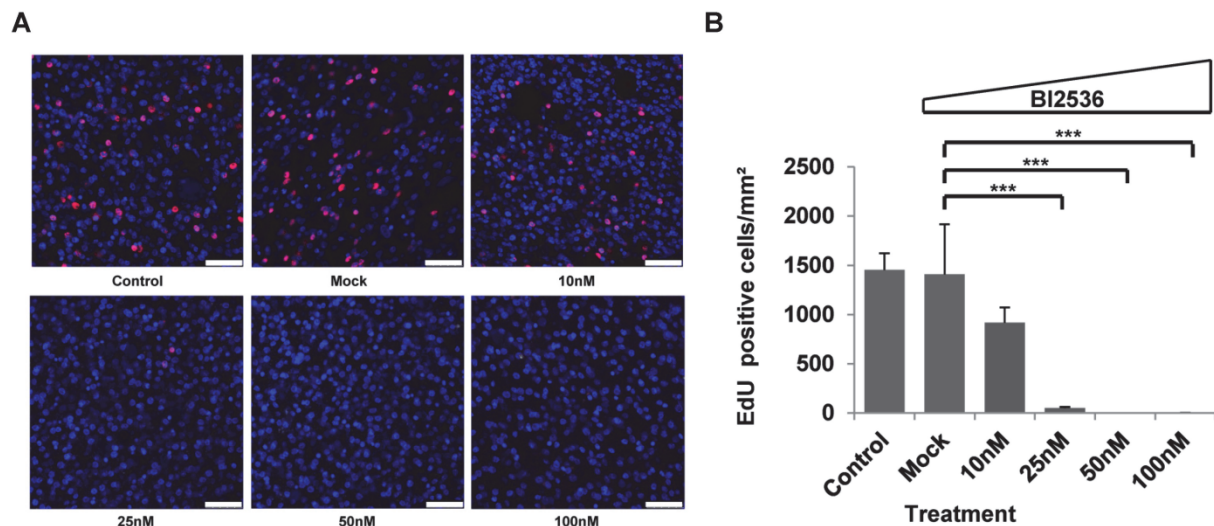 A
Control
Mock
10nM
25nM
50nM
100nM
B
BI2536
***
***
***
2500
2000
1500
1000
500
0
EdU positive cells/mm²
Control
Mock
10nM
25nM
50nM
100nM
Treatment